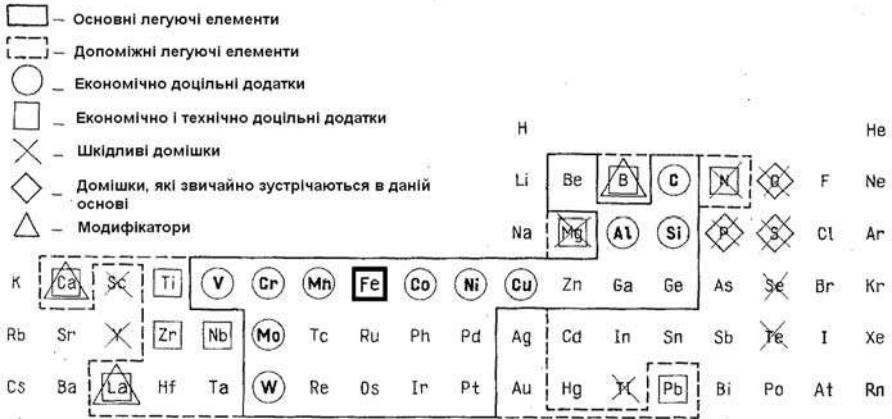 – Основні легуючі елементи
– Допоміжні легуючі елементи
– Економічно доцільні додатки
– Економічно і технічно доцільні додатки
– Шкідливі домішки
– Домішки, які звичайно зустрічаються в даній
основі
– Модифікатори
H He
Li Be B C N O F Ne
Na Mg Al Si P S Cl Ar
K Ca Sc Ti V Cr Mn Fe Co Ni Cu Zn Ga Ge As Se Br Kr
Rb Sr Y Zr Nb Mo Tc Ru Ph Pd Ag Cd In Sn Sb Te I Xe
Cs Ba La Hf Ta W Re Os Ir Pt Au Hg Tl Pb Bi Po At Rn